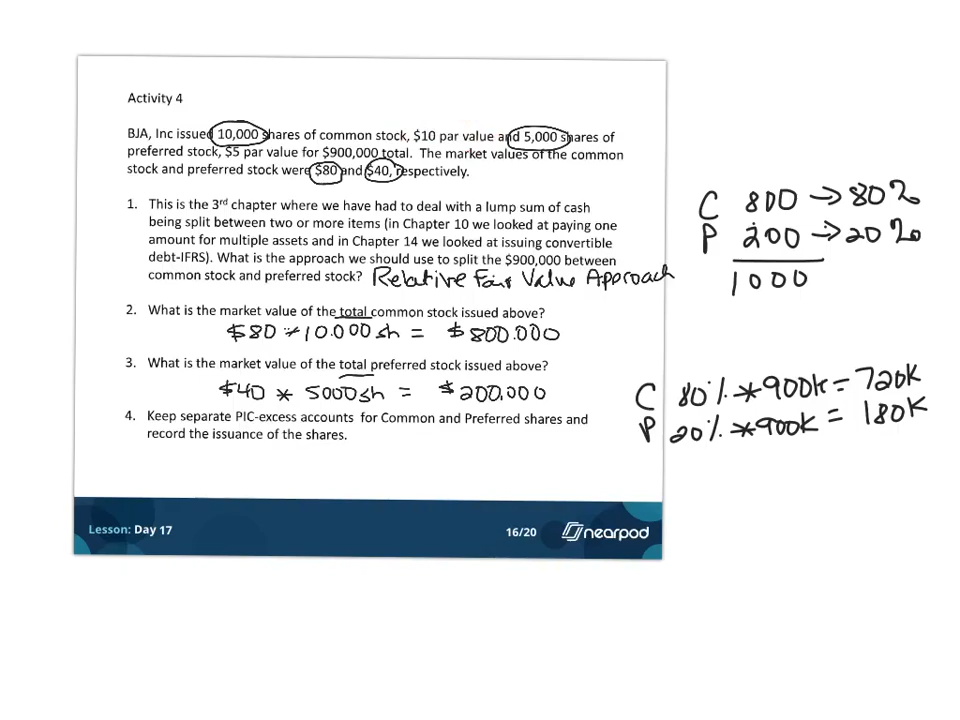 Activity 4
BJA, Inc issued 10,000 shares of common stock, $10 par value and 5,000 shares of
preferred stock, $5 par value for $900,000 total. The market values of the common
stock and preferred stock were $80 and $40, respectively.
1. This is the 3rd chapter where we have had to deal with a lump sum of cash
being split between two or more items (in Chapter 10 we looked at paying one
amount for multiple assets and in Chapter 14 we looked at issuing convertible
debt-IFRS). What is the approach we should use to split the $900,000 between
common stock and preferred stock? Relative Fair Value Approach
2. What is the market value of the total common stock issued above?
$80 * 10.000 sh = $800.000
3. What is the market value of the total preferred stock issued above?
$40 * 5000 sh = $200.000
4. Keep separate PIC-excess accounts for Common and Preferred shares and
record the issuance of the shares.
C 800 → 80%
P 200 → 20%
1000
C 80% * 900k = 720K
P 20% * 900K = 180K
Lesson: Day 17
16/20
nearpod